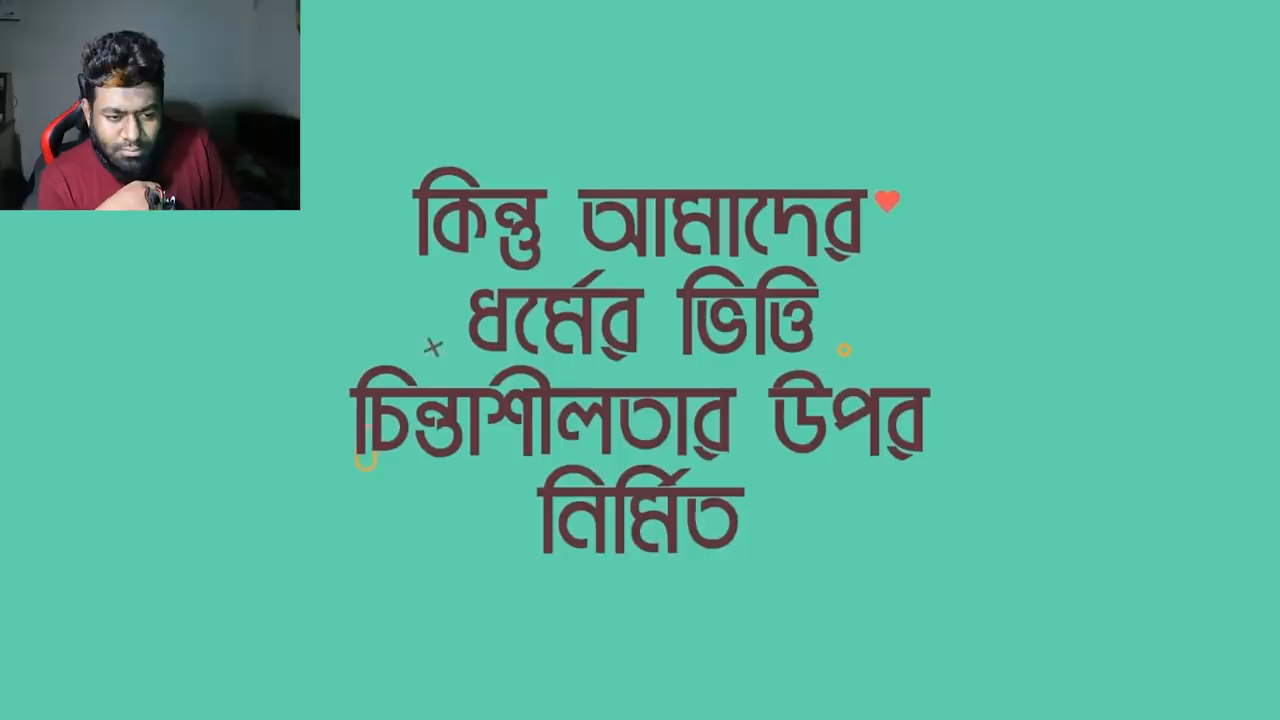 কিন্তু আমাদের
ধর্মের ভিত্তি
চিন্তাশীলতার উপর
নির্মিত